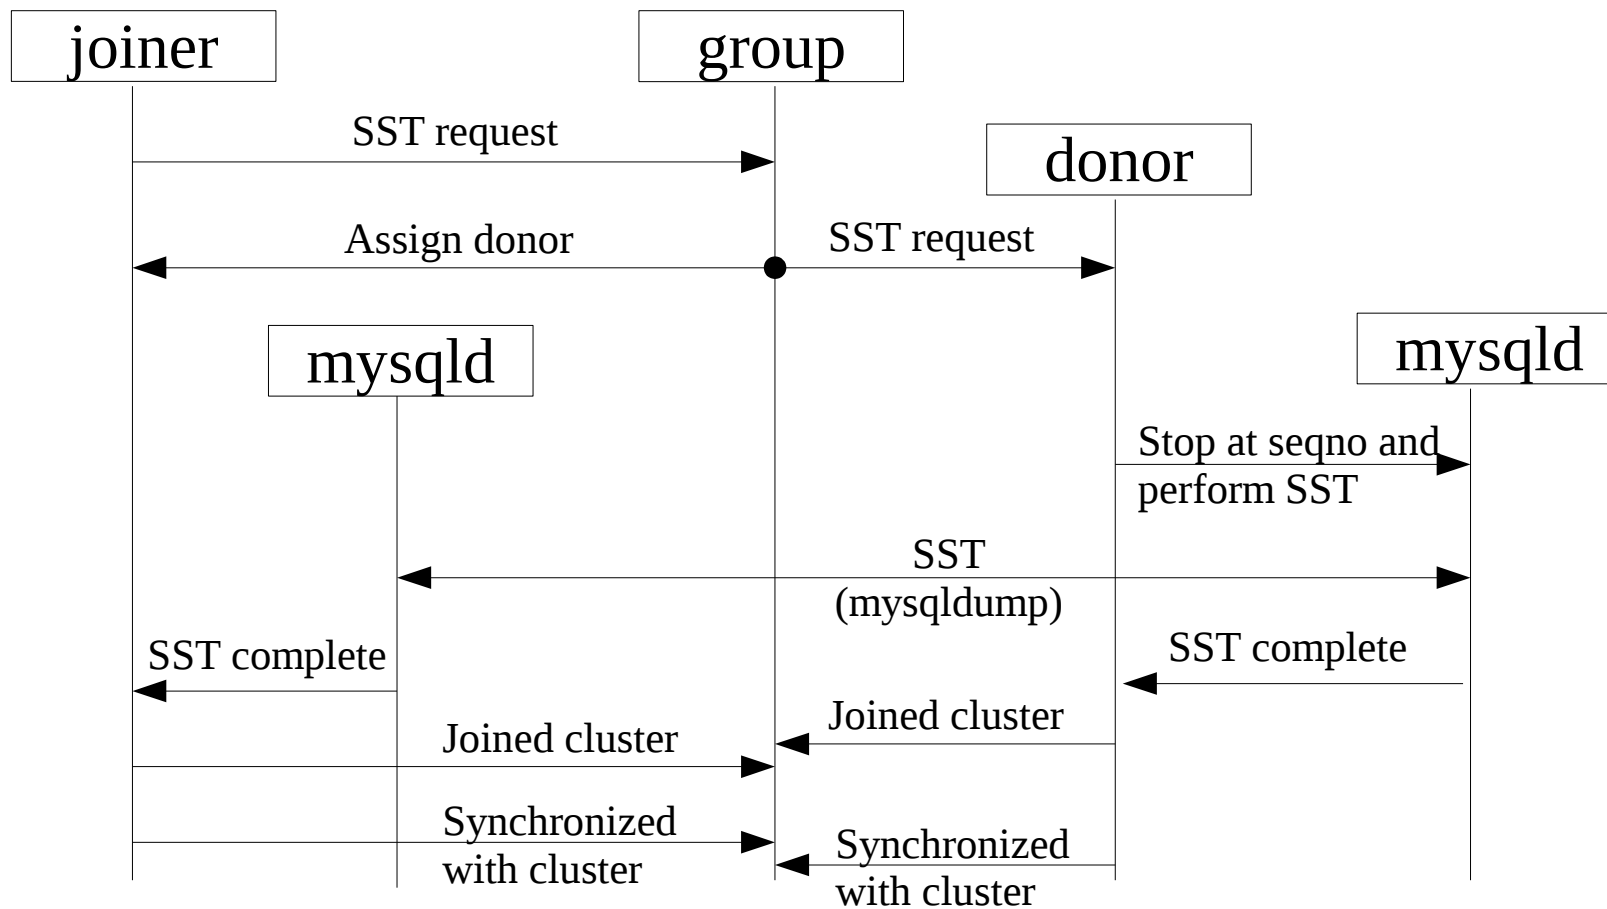 joiner
group
SST request
donor
Assign donor
SST request
mysqld
mysqld
Stop at seqno and
perform SST
SST
(mysqldump)
SST complete
SST complete
Joined cluster
Joined cluster
Synchronized
with cluster
Synchronized
with cluster